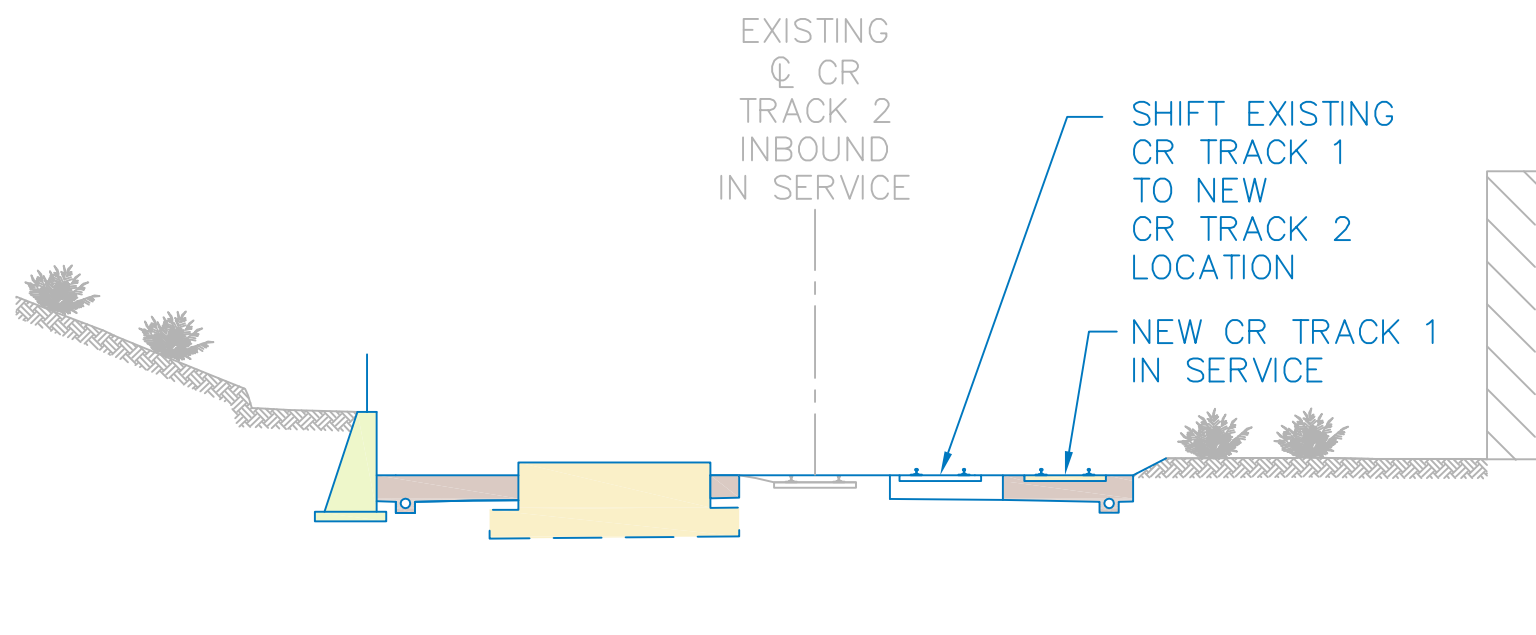 EXISTING
℄ CR
TRACK 2
INBOUND
IN SERVICE
SHIFT EXISTING
CR TRACK 1
TO NEW
CR TRACK 2
LOCATION
NEW CR TRACK 1
IN SERVICE